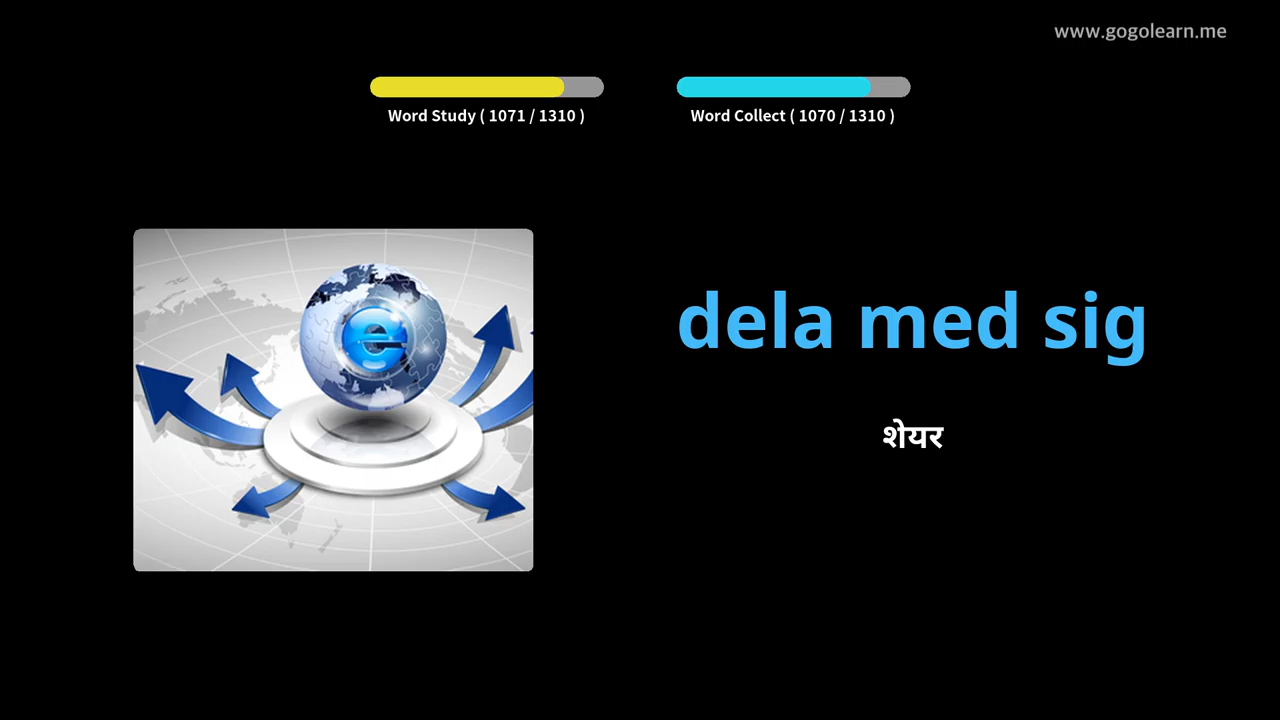 www.gogolearn.me
Word Study ( 1071 / 1310 )
Word Collect ( 1070 / 1310 )
e
dela med sig
शेयर